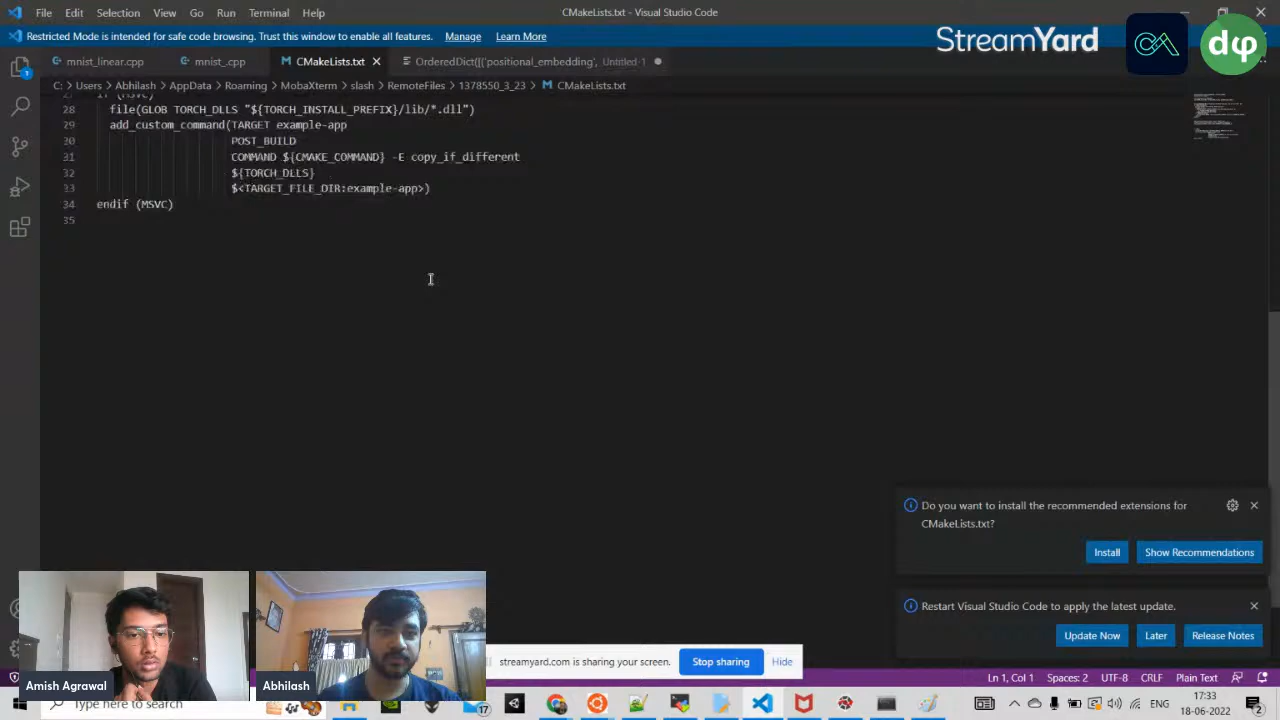 File Edit Selection View Go Run Terminal Help
CMakeLists.txt - Visual Studio Code
Restricted Mode is intended for safe code browsing. Trust this window to enable all features. Manage Learn More
StreamYard
dφ
mnist_linear.cpp
mnist_cpp
CMakeLists.txt
OrderedDict([('positional_embedding', Untitled-1
C: > Users > Abhilash > AppData > Roaming > MobaXterm > slash > RemoteFiles > 1378550_3_23 > CMakeLists.txt
27 if (MSVC)
28 file(GLOB TORCH_DLLS "${TORCH_INSTALL_PREFIX}/lib/*.dll")
29 add_custom_command(TARGET example-app
30 POST_BUILD
31 COMMAND ${CMAKE_COMMAND} -E copy_if_different
32 ${TORCH_DLLS}
33 $<TARGET_FILE_DIR:example-app>)
34 endif (MSVC)
35
Do you want to install the recommended extensions for
CMakeLists.txt?
Install
Show Recommendations
Restart Visual Studio Code to apply the latest update.
Update Now
Later
Release Notes
streamyard.com is sharing your screen.
Stop sharing
Hide
Amish Agrawal
Abhilash
Ln 1, Col 1 Spaces: 2 UTF-8 CRLF Plain Text
Type here to search
17
ENG
17:33
18-06-2022
2